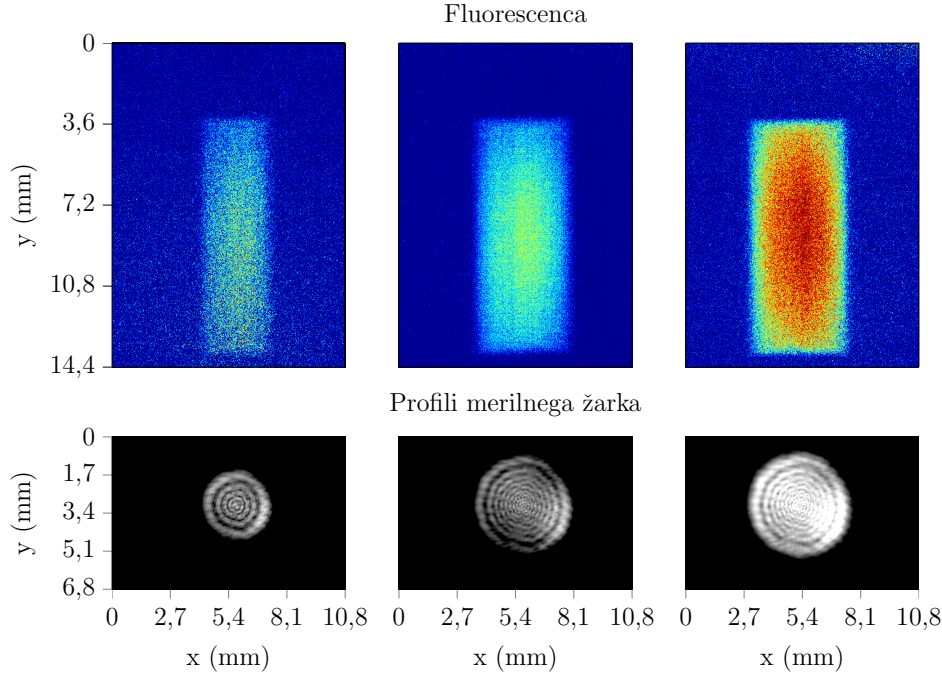 Fluorescenca
0
3,6
7,2
10,8
14,4
y (mm)
Profili merilnega žarka
0
1,7
3,4
5,1
6,8
y (mm)
0 2,7 5,4 8,1 10,8 0 2,7 5,4 8,1 10,8 0 2,7 5,4 8,1 10,8
x (mm) x (mm) x (mm)